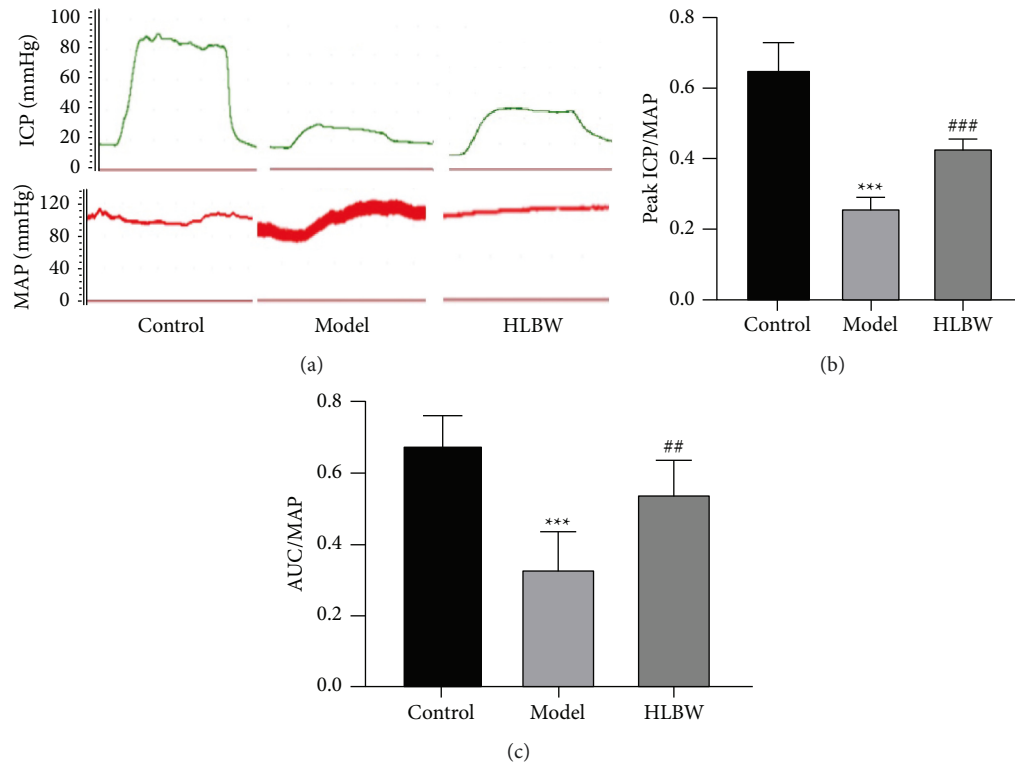 ICP (mmHg)
100
80
60
40
20
0
MAP (mmHg)
120
80
40
0
Control Model HLBW
(a)
Peak ICP/MAP
0.8
0.6
0.4
0.2
0.0
***
###
Control Model HLBW
(b)
AUC/MAP
0.8
0.6
0.4
0.2
0.0
***
##
Control Model HLBW
(c)